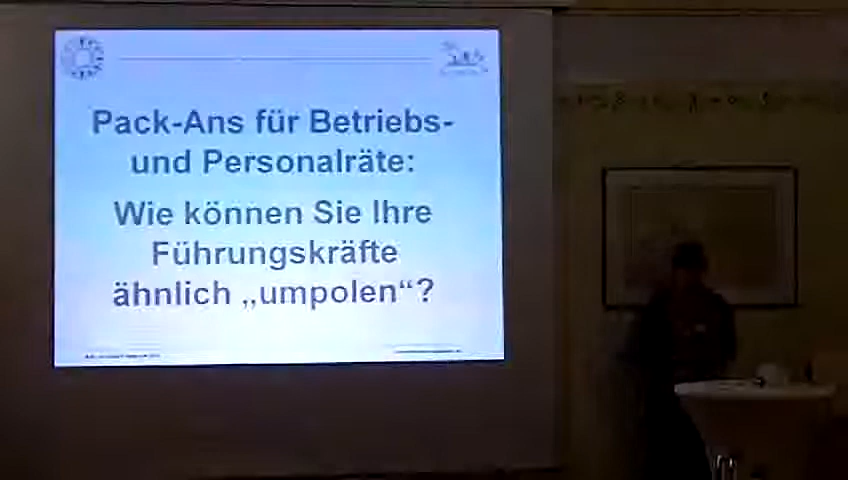 Pack-Ans für Betriebs-
und Personalräte:
Wie können Sie Ihre
Führungskräfte
ähnlich „umpolen“?